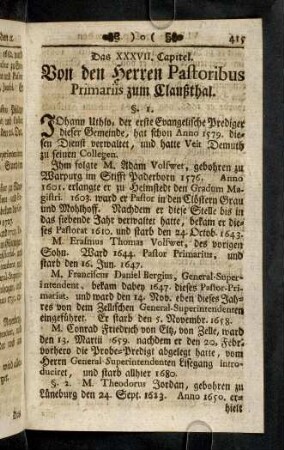 ) o (
415
Das XXXVII. Capitel.
Von den Herren Pastoribus
Primariis zum Claußthal.
§. 1.
JOhann Uthlo, der erste Evangelische Prediger
dieser Gemeinde, hat schon Anno 1579. die-
sen Dienst verwaltet, und hatte Veit Demuth
zu seinen Collegen.
Ihm folgte M. Adam Volfwer, gebohren zu
Warpurg im Stifft Paderborn 1576. Anno
1601. erlangte er zu Helmstedt den Gradum Ma-
gistri. 1603. ward er Pastor in den Clöstern Grau
und Mohlhoff. Nachdem er diese Stelle bis in
das siebende Jahr verwaltet hatte, bekam er die-
ses Pastorat 1610. und starb den 24. Octob. 1643.
M. Erasmus Thomas Volfwer, des vorigen
Sohn. Ward 1644. Pastor Primarius, und
starb den 16. Jun. 1647.
M. Franciscus Daniel Bergius, General-Super-
intendent, bekam davey 1647. dieses Pastor-Pri-
mariat. und ward den 14. Nov. eben dieses Jah-
res von dem Zellischen General-Superintendenten
eingeführet. Er starb den 5. Novembr. 1658.
M. Conrad Friedrich von Eltz, von Zelle, ward
den 13. Martii 1659. nachdem er den 20. Febr.
vorhero die Probe-Predigt abgelegt hatte, vom
Herrn General-Superintendenten Eisegang intro-
duciret, und starb allhier 1680.
§. 2. M. Theodorus Jordan, gebohren zu
Lüneburg den 24. Sept. 1613. Anno 1650. er-
hielt